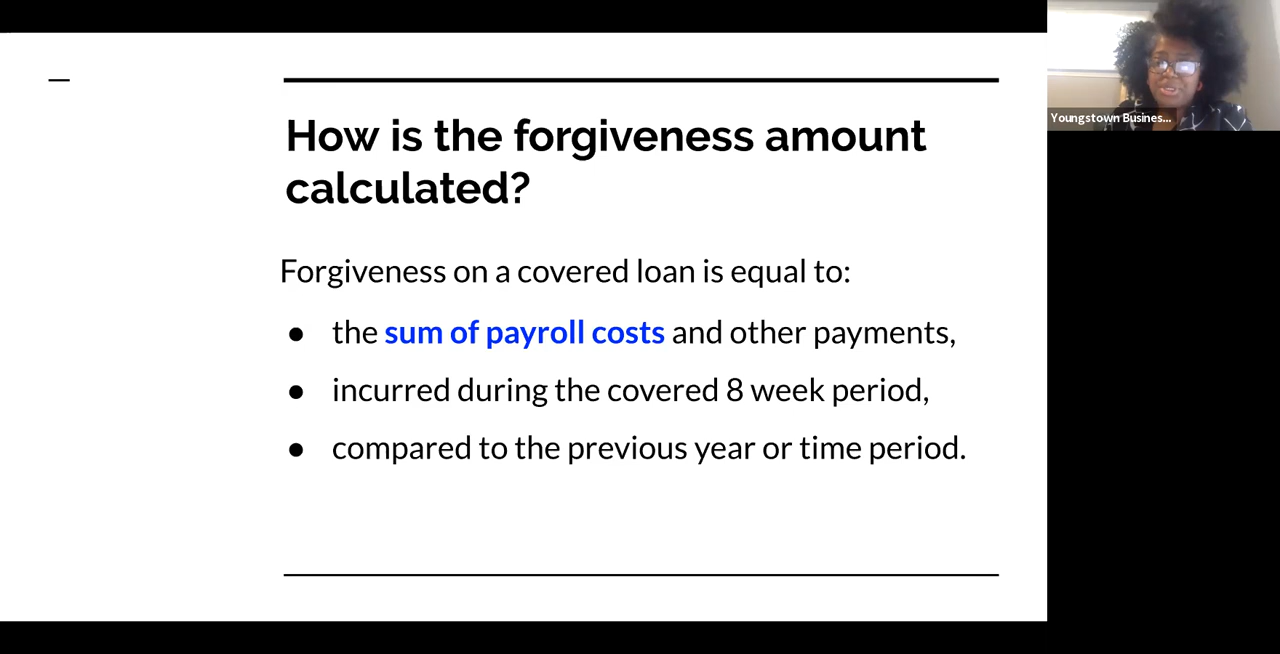 How is the forgiveness amount
calculated?
Forgiveness on a covered loan is equal to:
● the sum of payroll costs and other payments,
● incurred during the covered 8 week period,
● compared to the previous year or time period.
Youngstown Busines...